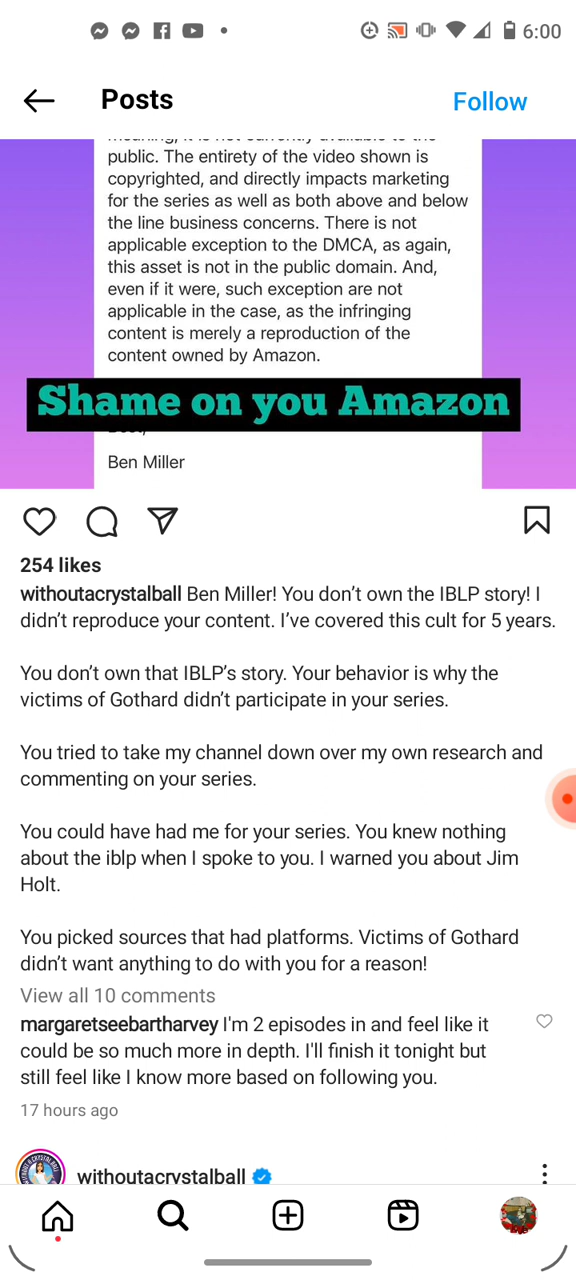 6:00
Posts
Follow
public. The entirety of the video shown is
copyrighted, and directly impacts marketing
for the series as well as both above and below
the line business concerns. There is not
applicable exception to the DMCA, as again,
this asset is not in the public domain. And,
even if it were, such exception are not
applicable in the case, as the infringing
content is merely a reproduction of the
content owned by Amazon.
Shame on you Amazon
Ben Miller
254 likes
withoutacrystalball Ben Miller! You don’t own the IBLP story! I
didn’t reproduce your content. I’ve covered this cult for 5 years.
You don’t own that IBLP’s story. Your behavior is why the
victims of Gothard didn’t participate in your series.
You tried to take my channel down over my own research and
commenting on your series.
You could have had me for your series. You knew nothing
about the iblp when I spoke to you. I warned you about Jim
Holt.
You picked sources that had platforms. Victims of Gothard
didn’t want anything to do with you for a reason!
View all 10 comments
margaretseebartharvey I'm 2 episodes in and feel like it
could be so much more in depth. I'll finish it tonight but
still feel like I know more based on following you.
17 hours ago
withoutacrystalball